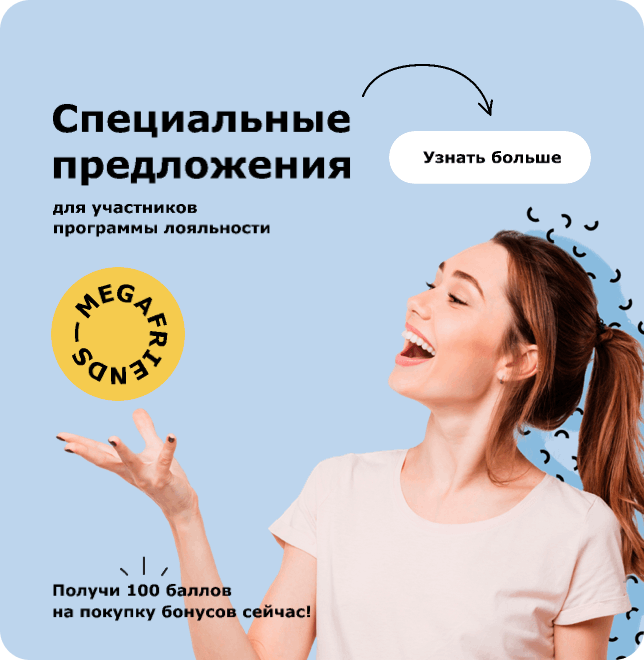 Специальные
предложения
Узнать больше
для участников
программы лояльности
MEGAFRIENDS —
Получи 100 баллов
на покупку бонусов сейчас!